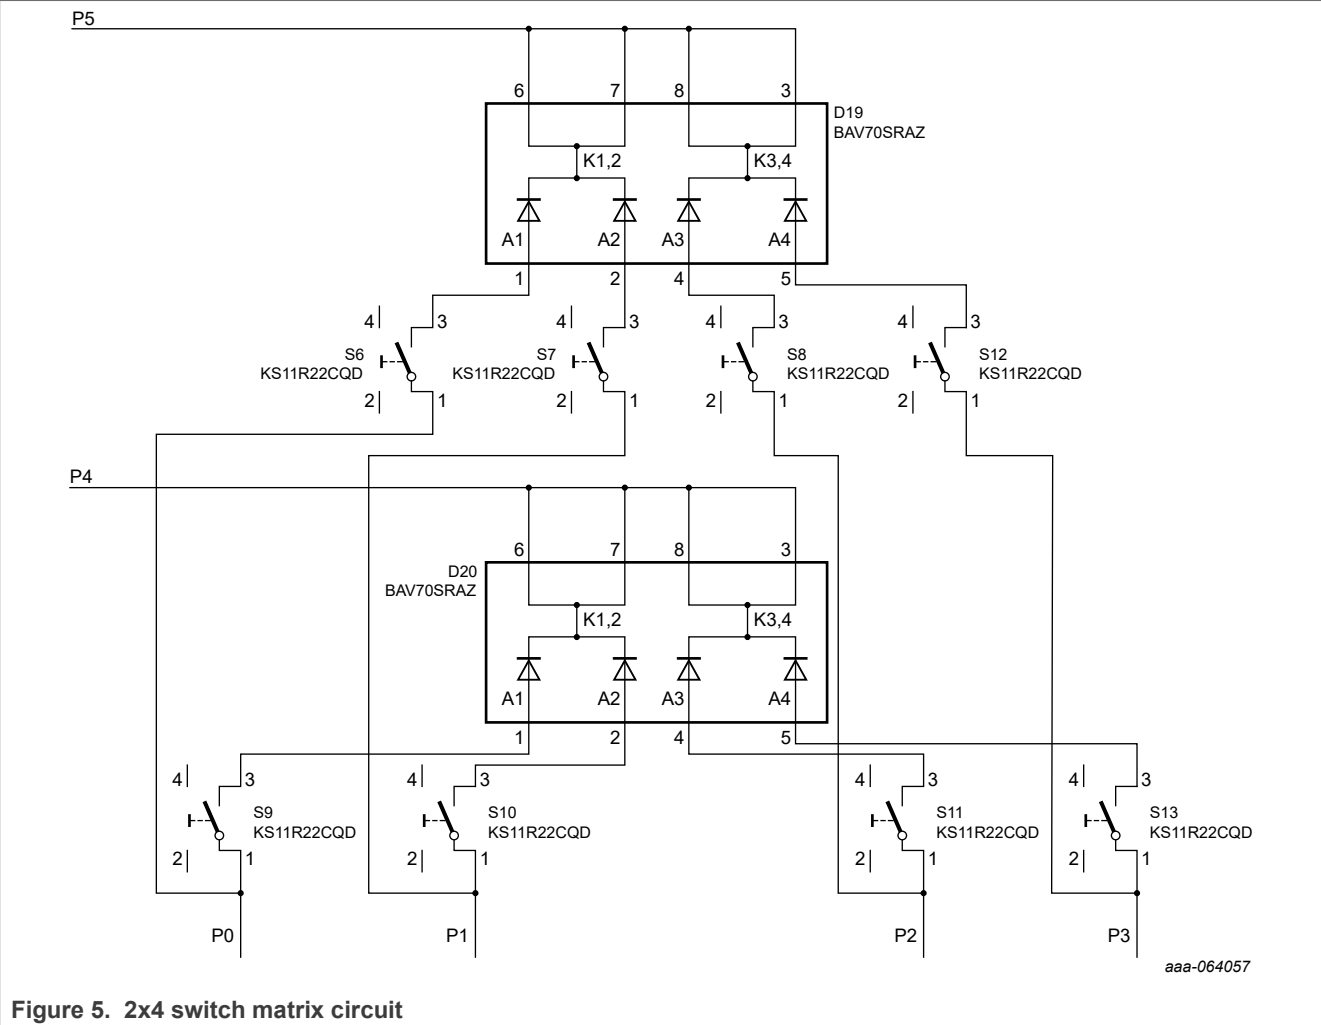 P5
6 7 8 3
D19
BAV70SRAZ
K1,2 K3,4
A1 A2 A3 A4
1 2 4 5
4 3 4 3 4 3 4 3
S6 S7 S8 S12
KS11R22CQD KS11R22CQD KS11R22CQD KS11R22CQD
2 1 2 1 2 1 2 1
P4
6 7 8 3
D20
BAV70SRAZ
K1,2 K3,4
A1 A2 A3 A4
1 2 4 5
4 3 4 3 4 3 4 3
S9 S10 S11 S13
KS11R22CQD KS11R22CQD KS11R22CQD KS11R22CQD
2 1 2 1 2 1 2 1
P0 P1 P2 P3
aaa-064057
Figure 5. 2x4 switch matrix circuit